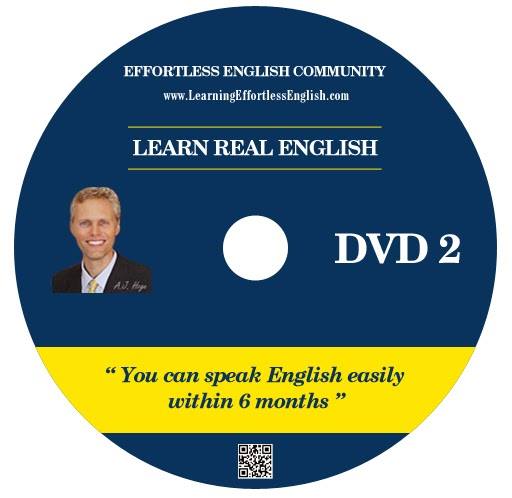 EFFORTLESS ENGLISH COMMUNITY
www.LearningEffortlessEnglish.com
LEARN REAL ENGLISH
DVD 2
A.J. Hoge
“ You can speak English easily
within 6 months ”